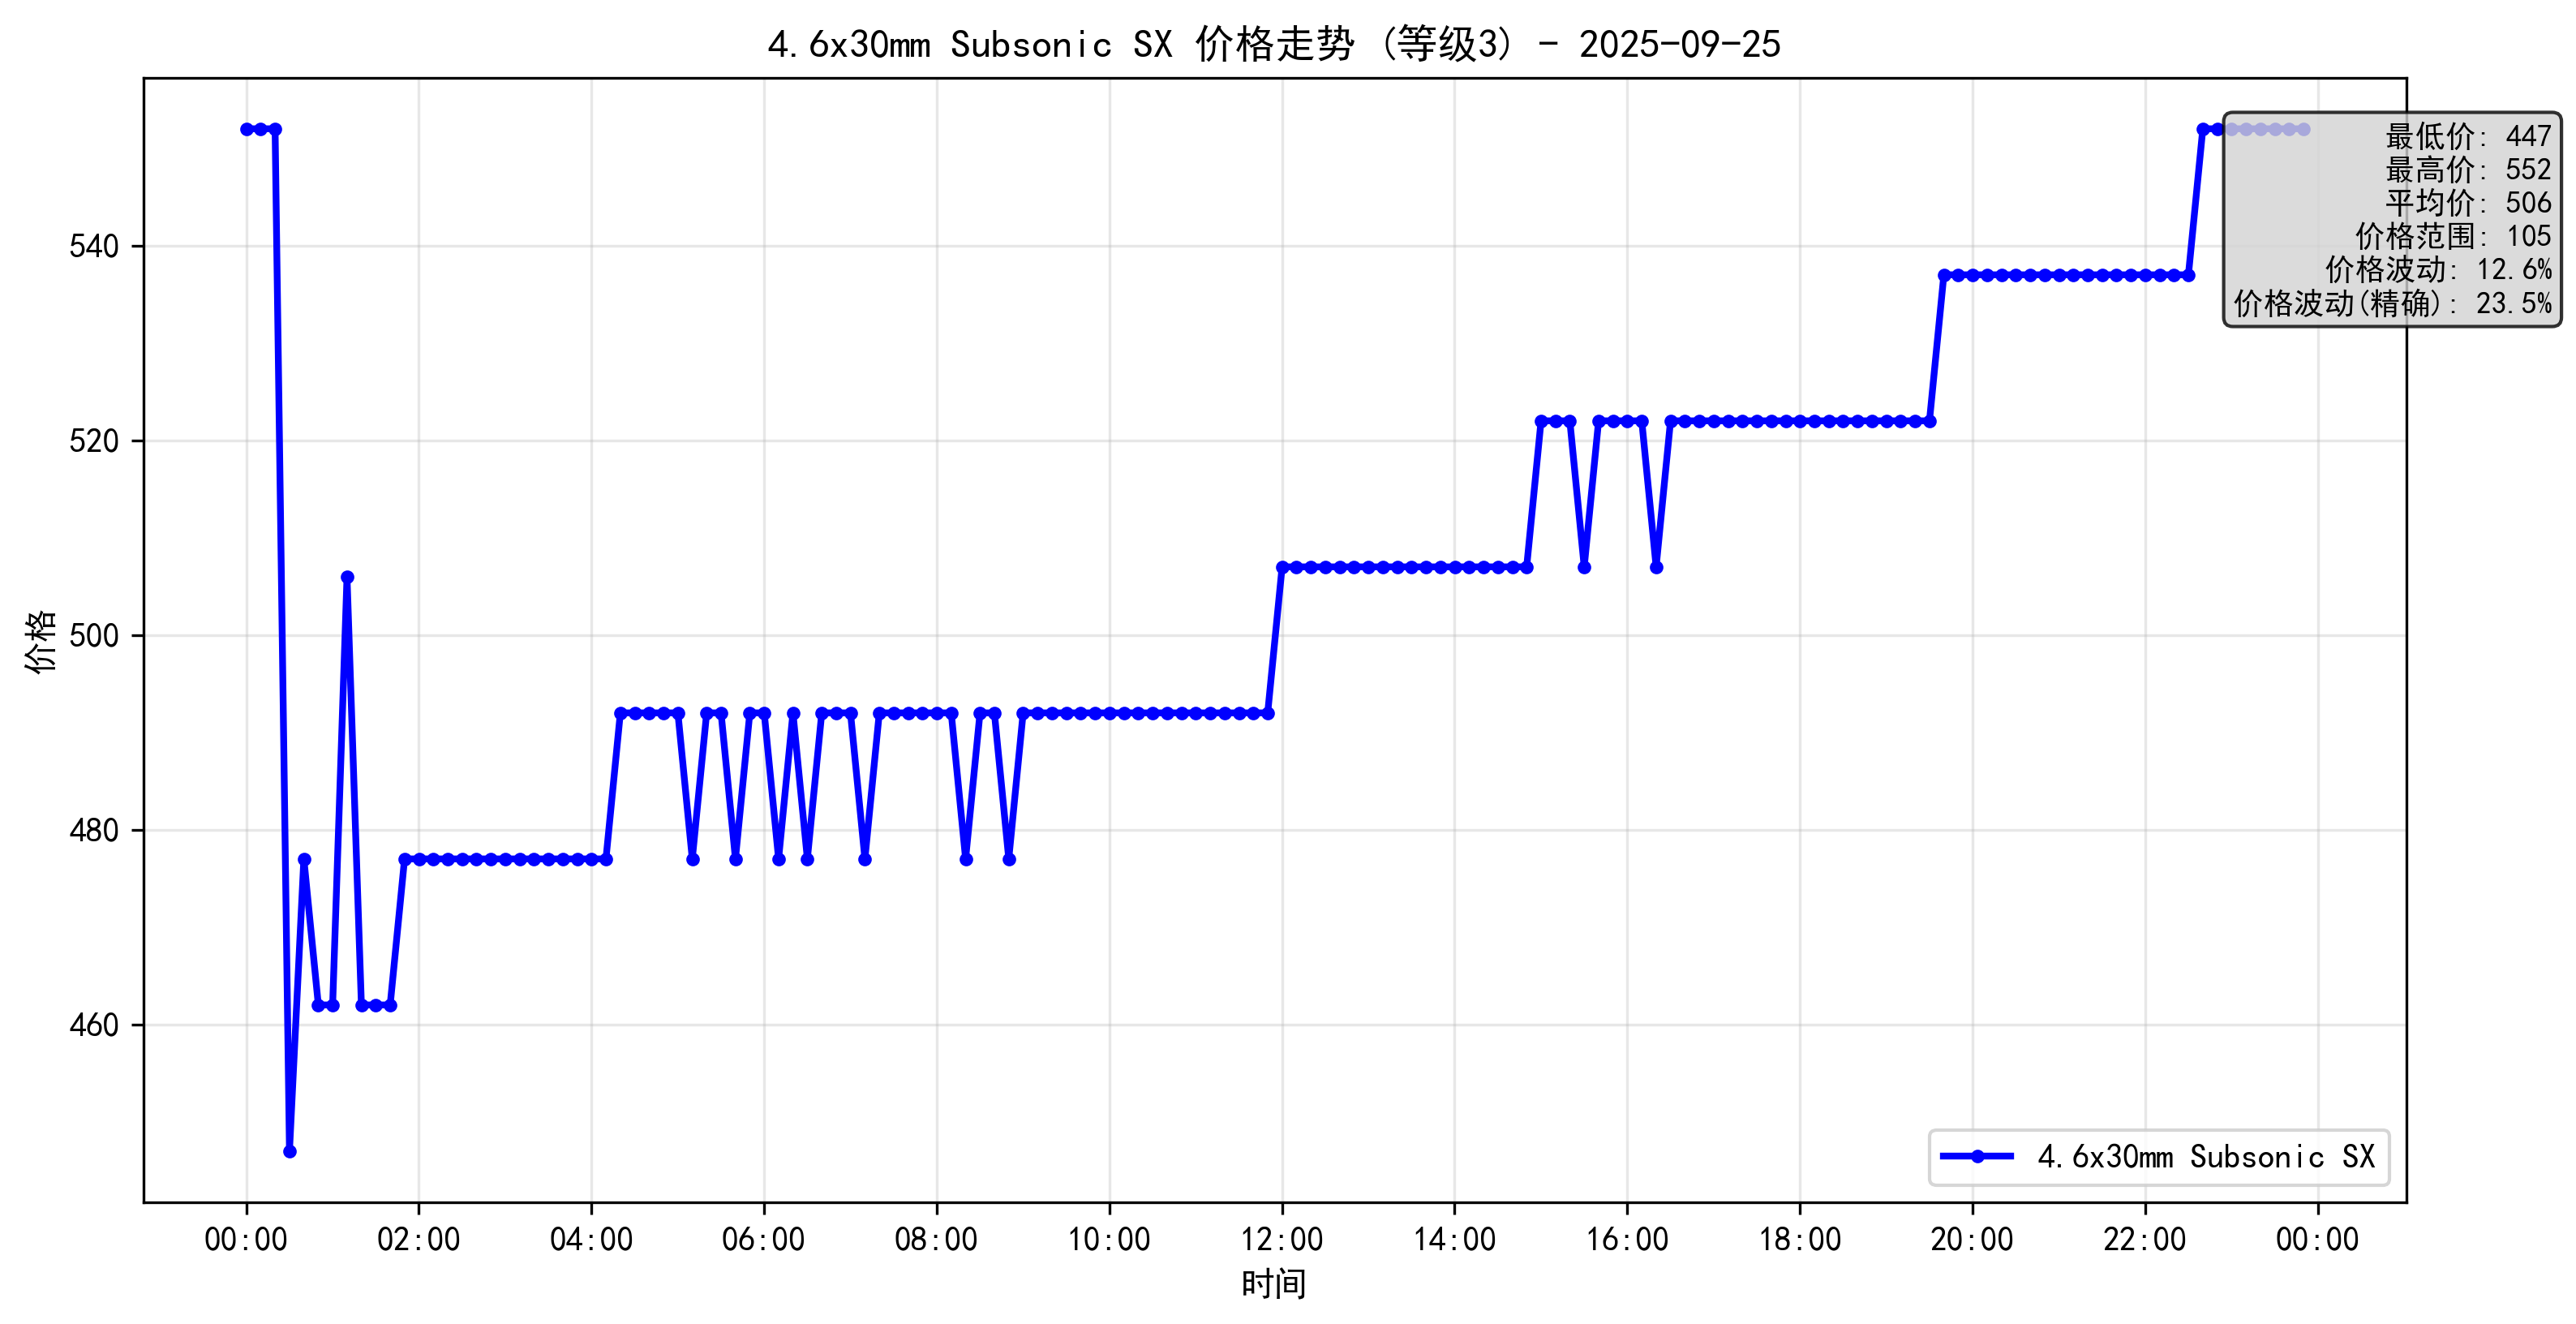 4.6x30mm Subsonic SX 价格走势 (等级3) - 2025-09-25
最低价: 447
最高价: 552
平均价: 506
价格范围: 105
价格波动: 12.6%
价格波动(精确): 23.5%
价格
540
520
500
480
460
4.6x30mm Subsonic SX
00:00 02:00 04:00 06:00 08:00 10:00 12:00 14:00 16:00 18:00 20:00 22:00 00:00
时间